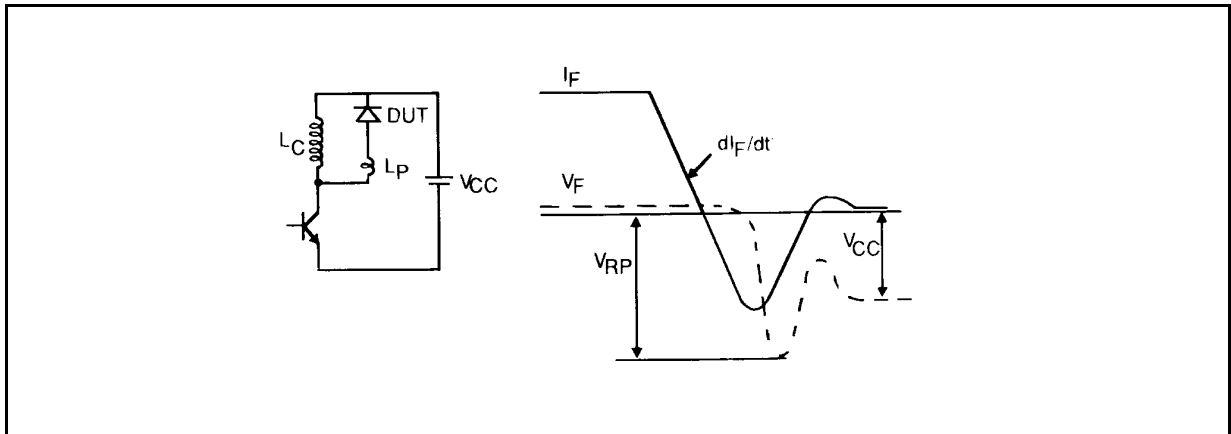 DUT
LC
LP
VCC
IF
dIF/dt
VF
VRP
VCC